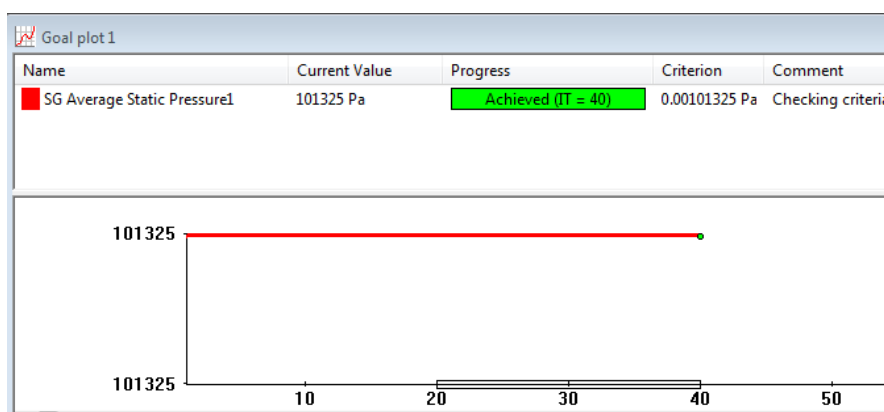 Goal plot 1
Name Current Value Progress Criterion Comment
SG Average Static Pressure1 101325 Pa Achieved (IT = 40) 0.00101325 Pa Checking criteria
101325
101325
10 20 30 40 50